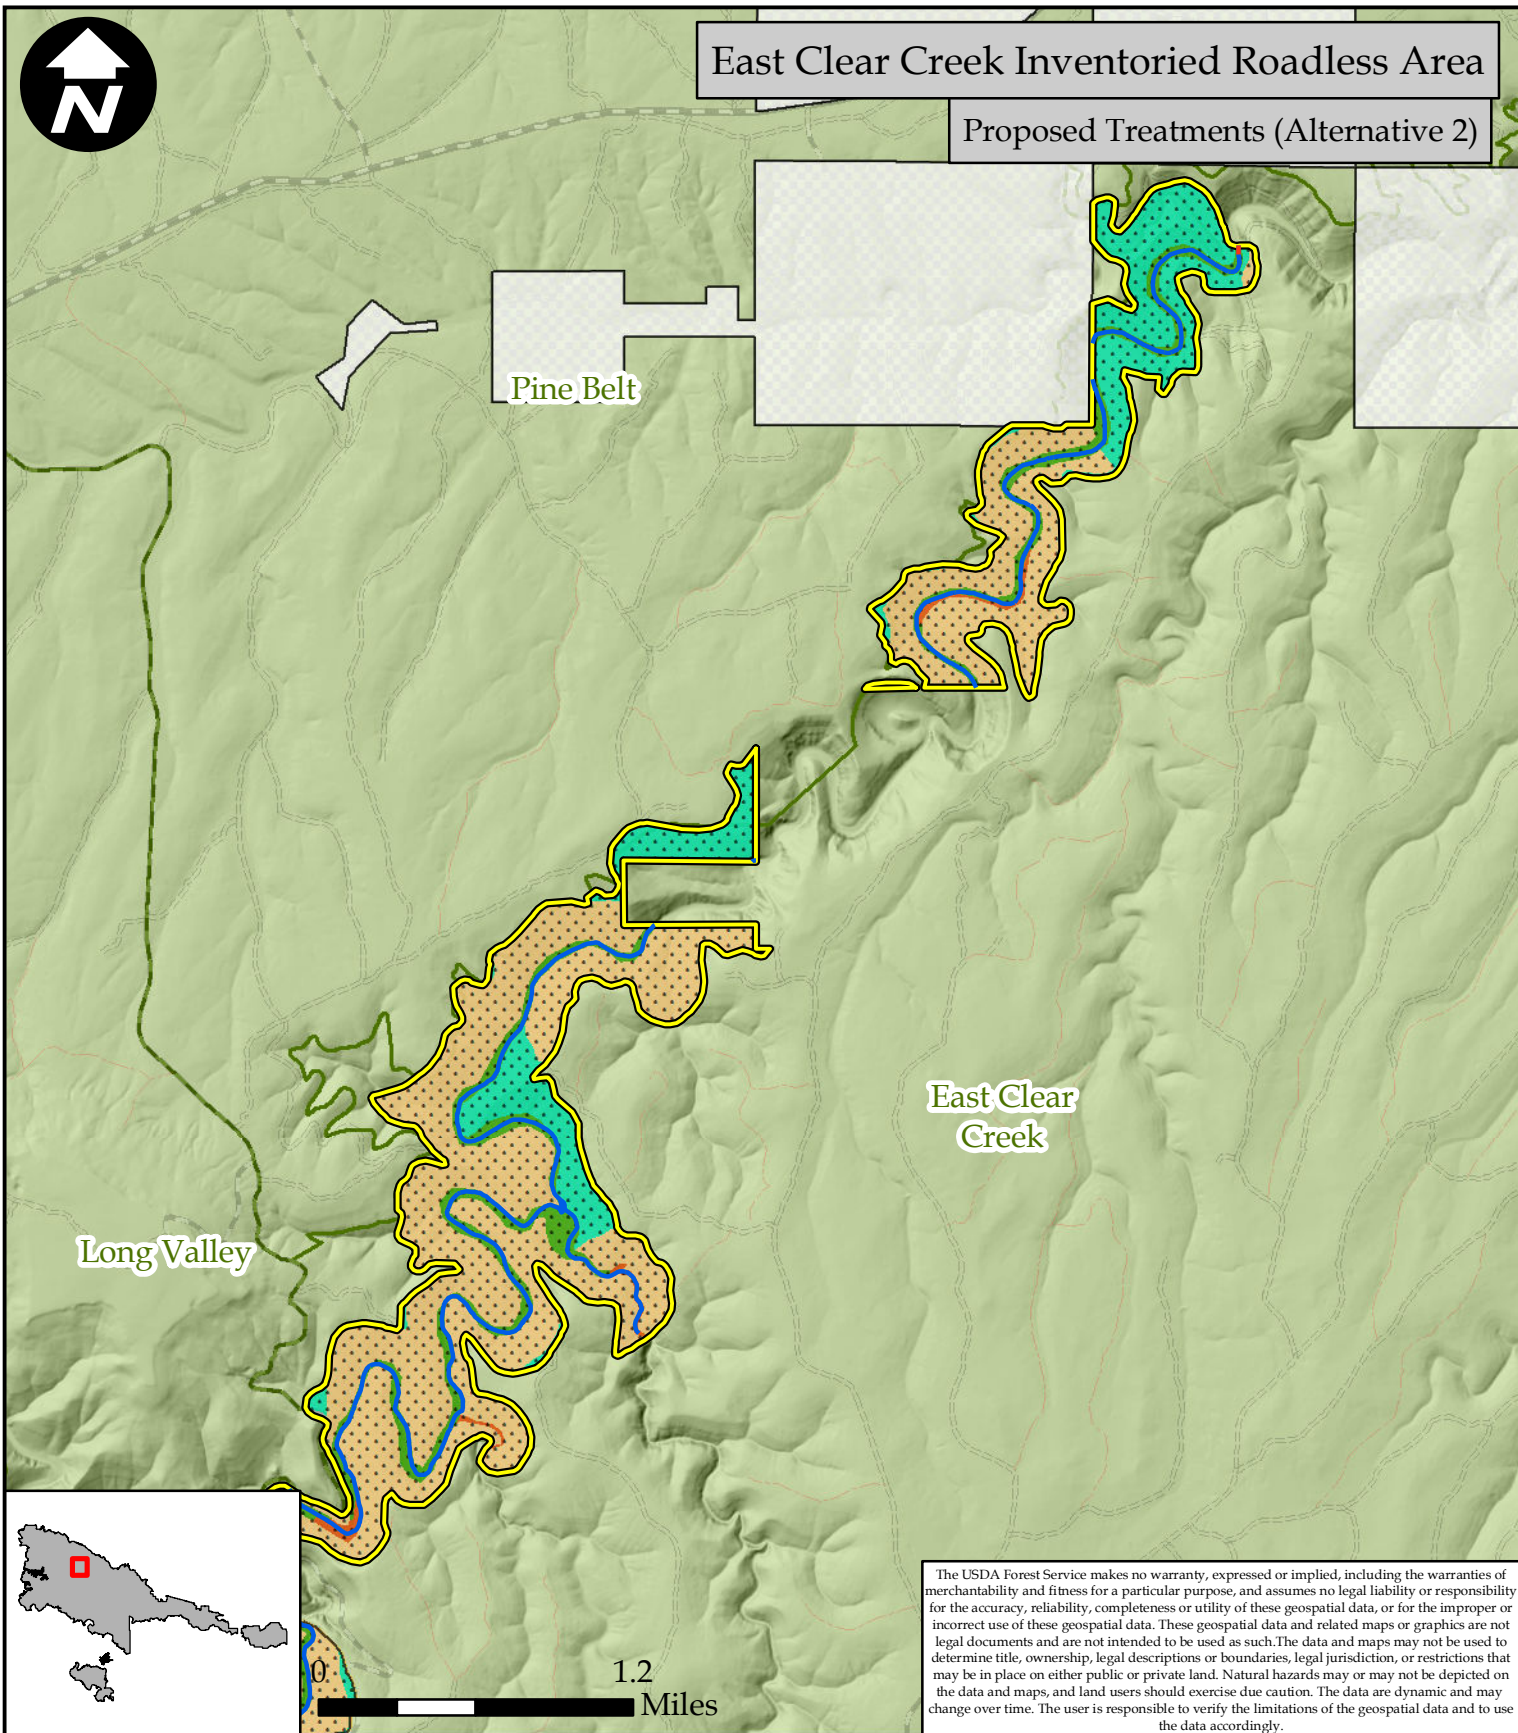 N
East Clear Creek Inventoried Roadless Area
Proposed Treatments (Alternative 2)
Pine Belt
East Clear
Creek
Long Valley
0
1.2
Miles
The USDA Forest Service makes no warranty, expressed or implied, including the warranties of
merchantability and fitness for a particular purpose, and assumes no legal liability or responsibility
for the accuracy, reliability, completeness or utility of these geospatial data, or for the improper or
incorrect use of these geospatial data. These geospatial data and related maps or graphics are not
legal documents and are not intended to be used as such.The data and maps may not be used to
determine title, ownership, legal descriptions or boundaries, legal jurisdiction, or restrictions that
may be in place on either public or private land. Natural hazards may or may not be depicted on
the data and maps, and land users should exercise due caution. The data are dynamic and may
change over time. The user is responsible to verify the limitations of the geospatial data and to use
the data accordingly.